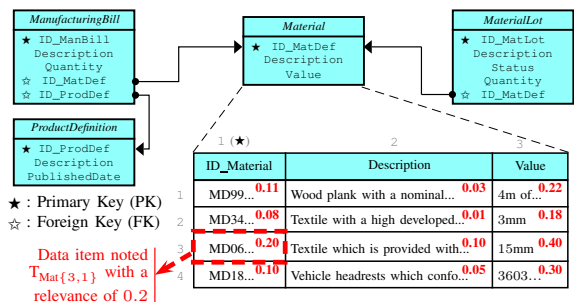 ManufacturingBill
★ ID_ManBill
Description
Quantity
☆ ID_MatDef
☆ ID_ProdDef
Material
★ ID_MatDef
Description
Value
MaterialLot
★ ID_MatLot
Description
Status
Quantity
☆ ID_MatDef
ProductDefinition
★ ID_ProdDef
Description
PublishedDate
★ : Primary Key (PK)
☆ : Foreign Key (FK)
1 (★) 2 3
ID_Material Description Value
1 MD99...0.11 Wood plank with a nominal...0.03 4m of...0.22
2 MD34...0.08 Textile with a high developed...0.01 3mm 0.18
3 MD06...0.20 Textile which is provided with...0.10 15mm 0.40
4 MD18...0.10 Vehicle headrests which confo...0.05 3603...0.30
Data item noted
T_Mat{3,1} with a
relevance of 0.2